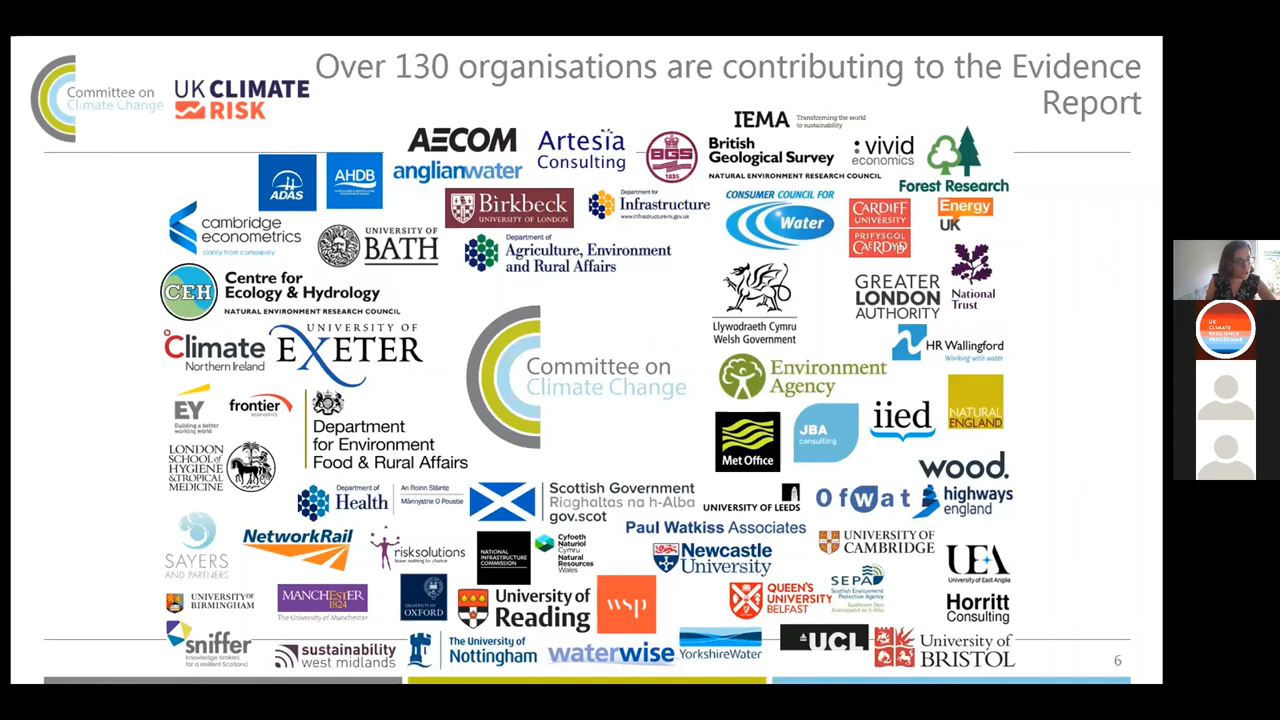 Over 130 organisations are contributing to the Evidence
Report
Committee on
Climate Change
UK CLIMATE
RISK
IEMA
Transforming the world
to sustainability
AECOM
Artesia
Consulting
BGS
1835
British
Geological Survey
NATURAL ENVIRONMENT RESEARCH COUNCIL
:vivid
economics
Forest Research
ADAS
AHDB
anglianwater
Birkbeck
UNIVERSITY OF LONDON
Department for
Infrastructure
www.infrastructure-ni.gov.uk
CONSUMER COUNCIL FOR
Water
CARDIFF
UNIVERSITY
PRIFYSGOL
CAERDYDD
Energy
UK
cambridge
econometrics
clarity from complexity
UNIVERSITY OF
BATH
Department of
Agriculture, Environment
and Rural Affairs
National
Trust
CEH
Centre for
Ecology & Hydrology
NATURAL ENVIRONMENT RESEARCH COUNCIL
Llywodraeth Cymru
Welsh Government
GREATER
LONDON
AUTHORITY
Climate
Northern Ireland
UNIVERSITY OF
EXETER
HR Wallingford
Working with water
Committee on
Climate Change
Environment
Agency
EY
Building a better
working world
frontier
economics
Department
for Environment
Food & Rural Affairs
Met Office
JBA
consulting
iied
NATURAL
ENGLAND
LONDON
SCHOOL of
HYGIENE
&TROPICAL
MEDICINE
wood.
Department of
Health
An Roinn Sláinte
Männystrie O Poustie
Scottish Government
Riaghaltas na h-Alba
gov.scot
UNIVERSITY OF LEEDS
Ofwat
highways
england
SAYERS
AND PARTNERS
NetworkRail
risksolutions
leave nothing to chance
NATIONAL
INFRASTRUCTURE
COMMISSION
Cyfoeth
Naturiol
Cymru
Natural
Resources
Wales
Paul Watkiss Associates
Newcastle
University
UNIVERSITY OF
CAMBRIDGE
UEA
University of East Anglia
UNIVERSITY OF
BIRMINGHAM
MANCHESTER
1824
The University of Manchester
UNIVERSITY OF
OXFORD
University of
Reading
wsp
QUEEN'S
UNIVERSITY
BELFAST
SEPA
Scottish Environment
Protection Agency
Horritt
Consulting
sniffer
knowledge brokers
for a resilient Scotland
sustainability
west midlands
The University of
Nottingham
waterwise
YorkshireWater
UCL
University of
BRISTOL
6
UK
CLIMATE
RESILIENCE
PROGRAMME